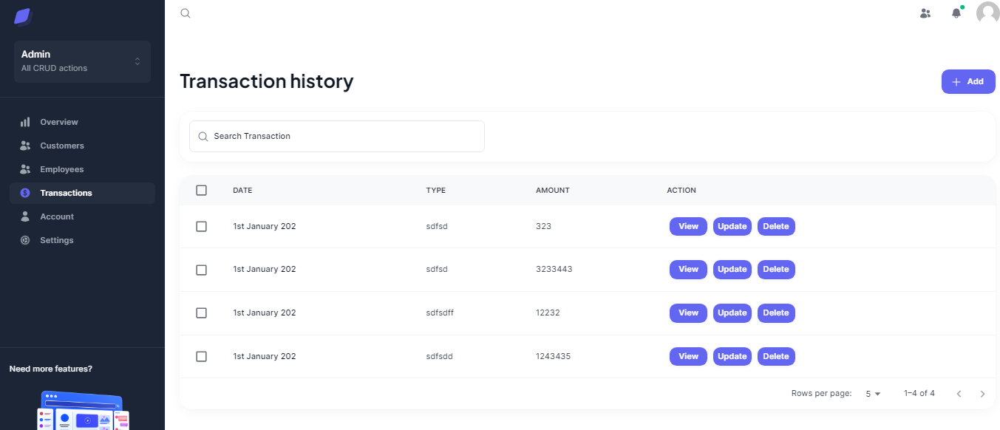 Admin
All CRUD actions
Overview
Customers
Employees
Transactions
Account
Settings
Need more features?
Transaction history
Add
Search Transaction
DATE TYPE AMOUNT ACTION
1st January 202 sdfsd 323 View Update Delete
1st January 202 sdfsd 3233443 View Update Delete
1st January 202 sdfsdff 12232 View Update Delete
1st January 202 sdfsdd 1243435 View Update Delete
Rows per page: 5 1–4 of 4